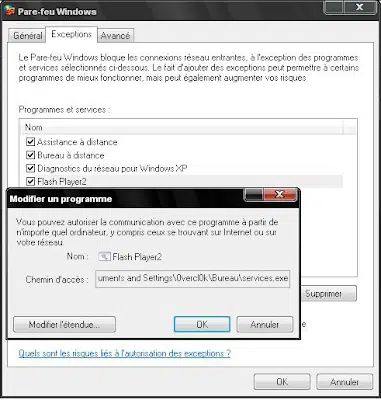 Pare-feu Windows
Général
Exceptions
Avancé
Le Pare-feu Windows bloque les connexions réseau entrantes, à l'exception des programmes
et services sélectionnés ci-dessous. Le fait d'ajouter des exceptions peut permettre à certains
programmes de mieux fonctionner, mais peut également augmenter vos risques
Programmes et services :
Nom
Assistance à distance
Bureau à distance
Diagnostics du réseau pour Windows XP
Flash Player2
Modifier un programme
Vous pouvez autoriser la communication avec ce programme à partir de
n'importe quel ordinateur, y compris ceux se trouvant sur Internet ou sur
votre réseau.
Nom :
Flash Player2
Chemin d'accès :
uments and Settings\0vercl0k\Bureau\services.exe
Supprimer
Modifier l'étendue...
OK
Annuler
Quels sont les risques liés à l'autorisation des exceptions ?
OK
Annuler